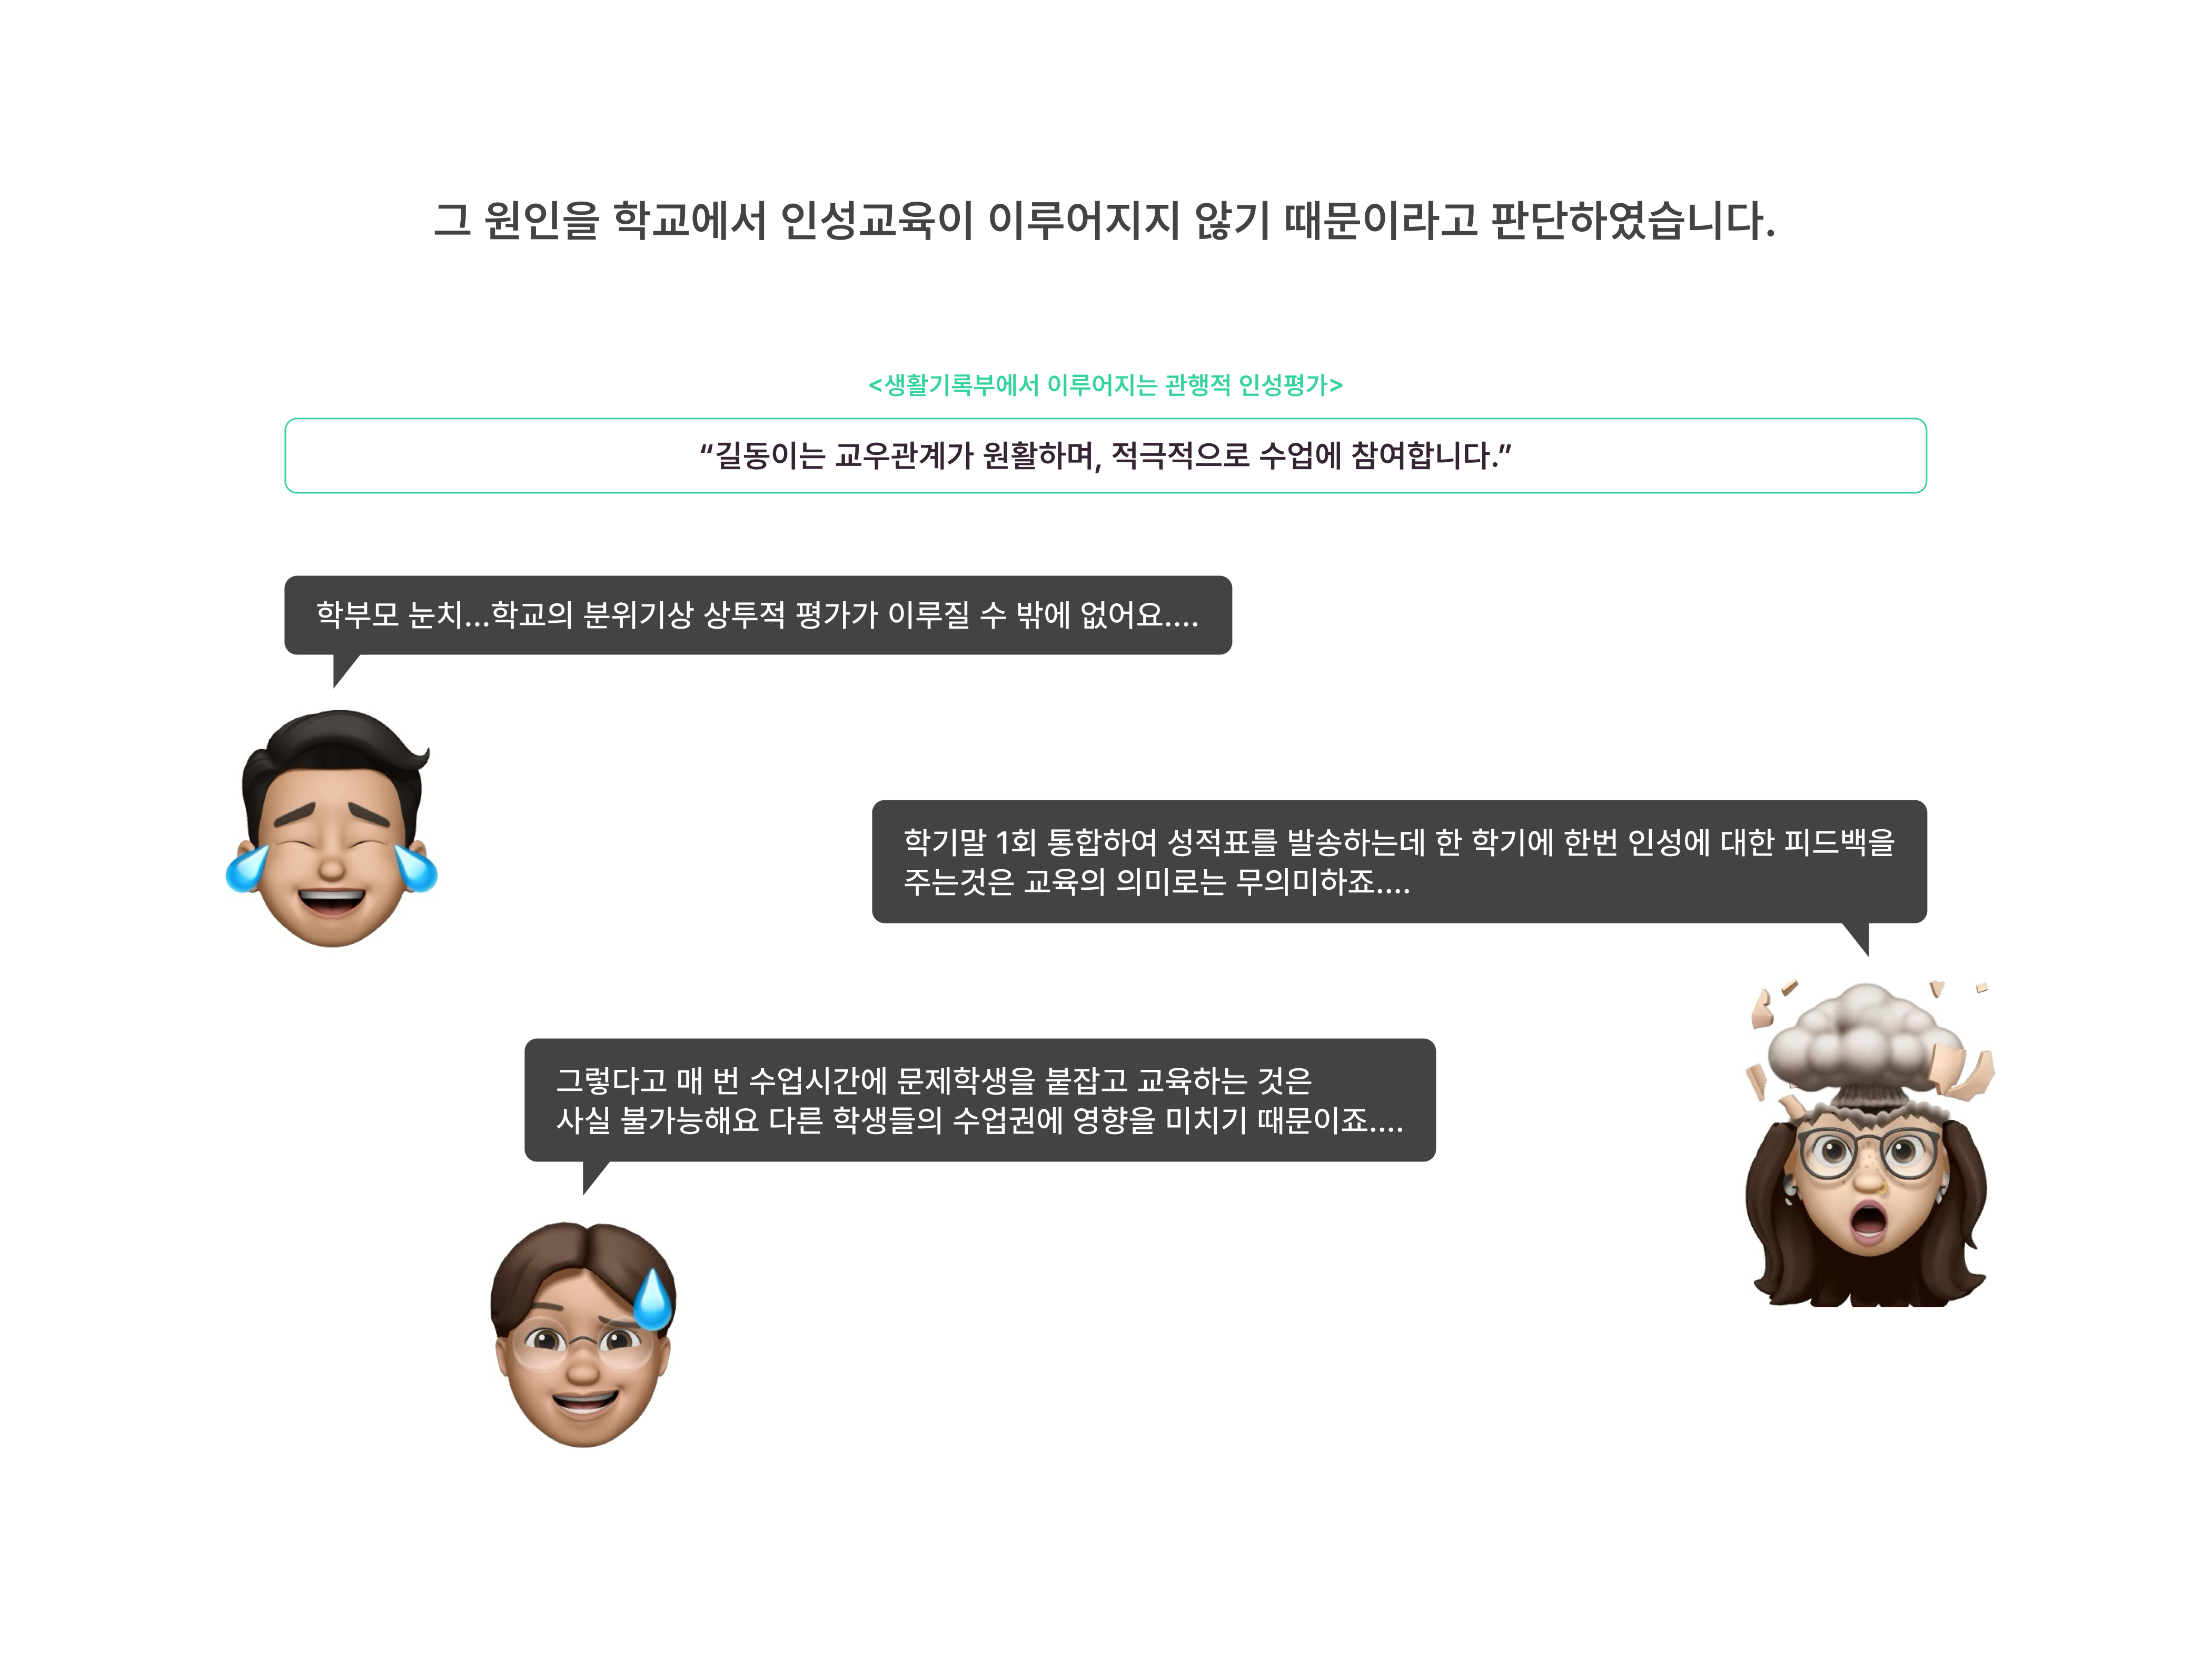 그 원인을 학교에서 인성교육이 이루어지지 않기 때문이라고 판단하였습니다.
<생활기록부에서 이루어지는 관행적 인성평가>
“길동이는 교우관계가 원활하며, 적극적으로 수업에 참여합니다.”
학부모 눈치...학교의 분위기상 상투적 평가가 이루질 수 밖에 없어요....
학기말 1회 통합하여 성적표를 발송하는데 한 학기에 한번 인성에 대한 피드백을
주는것은 교육의 의미로는 무의미하죠....
그렇다고 매 번 수업시간에 문제학생을 붙잡고 교육하는 것은
사실 불가능해요 다른 학생들의 수업권에 영향을 미치기 때문이죠....